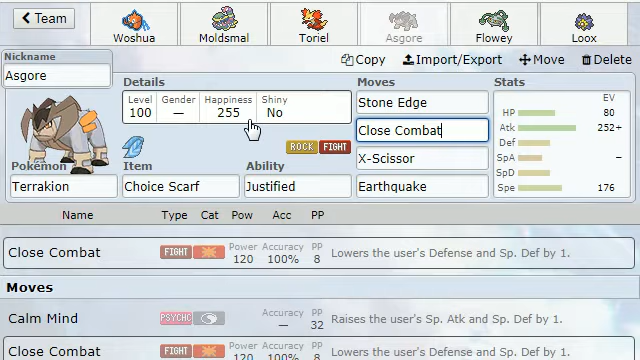 Team
Woshua
Moldsmal
Toriel
Asgore
Flowey
Loox
Nickname
Asgore
Copy
Import/Export
Move
Delete
Details
Level Gender Happiness Shiny
100 — 255 No
ROCK FIGHT
Pokémon
Terrakion
Item
Choice Scarf
Ability
Justified
Moves
Stone Edge
Close Combat
X-Scissor
Earthquake
Stats
EV
HP 80
Atk 252+
Def
SpA −
SpD
Spe 176
Name Type Cat Pow Acc PP
Close Combat FIGHT Power 120 Accuracy 100% PP 8 Lowers the user's Defense and Sp. Def by 1.
Moves
Calm Mind PSYCHC Accuracy — PP 32 Raises the user's Sp. Atk and Sp. Def by 1.
Close Combat FIGHT Power 120 Accuracy 100% PP 8 Lowers the user's Defense and Sp. Def by 1.